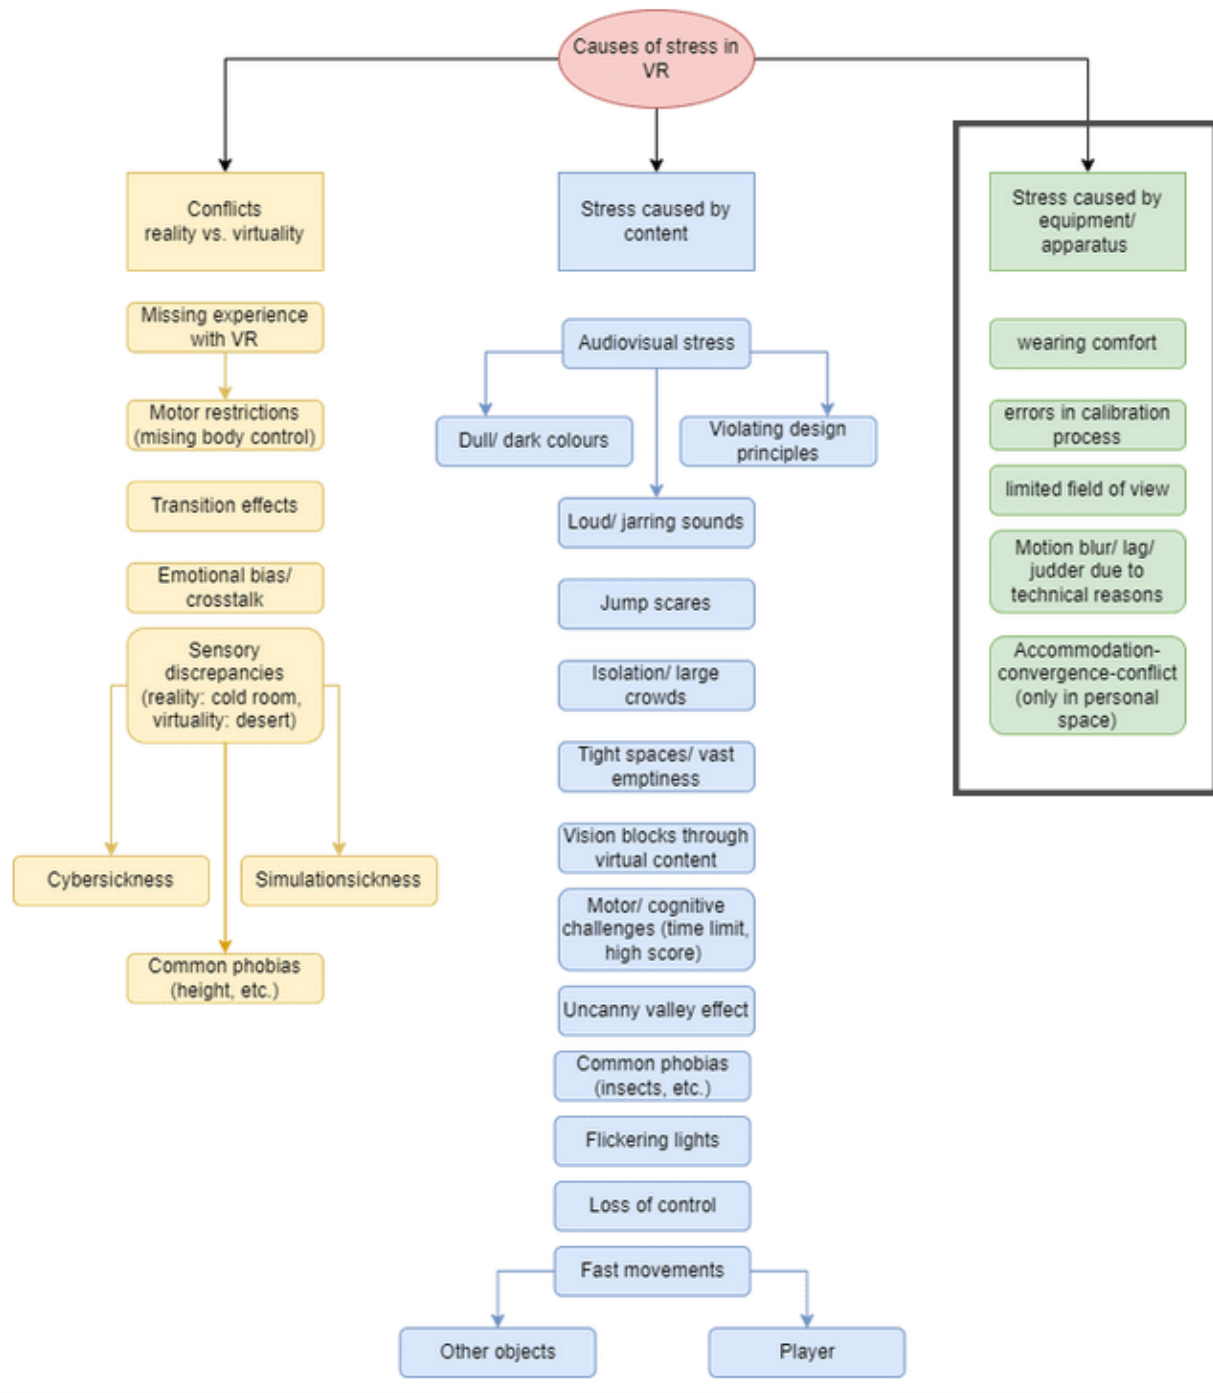 Causes of stress in
VR
Conflicts
reality vs. virtuality
Missing experience
with VR
Motor restrictions
(mising body control)
Transition effects
Emotional bias/
crosstalk
Sensory
discrepancies
(reality: cold room,
virtuality: desert)
Cybersickness
Simulationsickness
Common phobias
(height, etc.)
Stress caused by
content
Audiovisual stress
Dull/ dark colours
Violating design
principles
Loud/ jarring sounds
Jump scares
Isolation/ large
crowds
Tight spaces/ vast
emptiness
Vision blocks through
virtual content
Motor/ cognitive
challenges (time limit,
high score)
Uncanny valley effect
Common phobias
(insects, etc.)
Flickering lights
Loss of control
Fast movements
Other objects
Player
Stress caused by
equipment/
apparatus
wearing comfort
errors in calibration
process
limited field of view
Motion blur/ lag/
judder due to
technical reasons
Accommodation-
convergence-conflict
(only in personal
space)